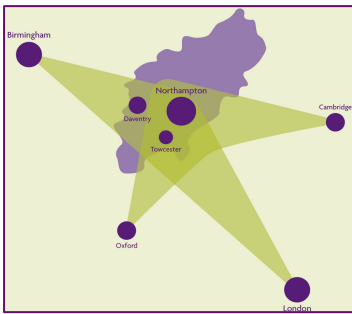 Birmingham
Northampton
Daventry
Cambridge
Towcester
Oxford
London